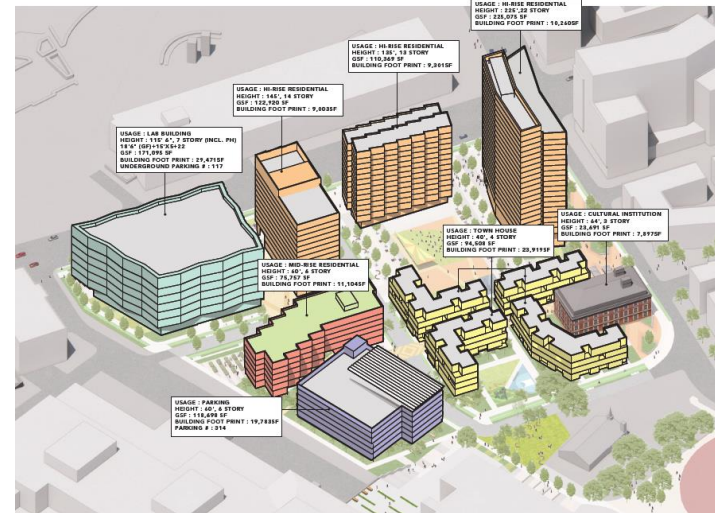 USAGE : HI-RISE RESIDENTIAL
HEIGHT : 225',22 STORY
GSF : 225,075 SF
BUILDING FOOT PRINT : 10,260SF
USAGE : HI-RISE RESIDENTIAL
HEIGHT : 135', 13 STORY
GSF : 110,369 SF
BUILDING FOOT PRINT : 9,301SF
USAGE : HI-RISE RESIDENTIAL
HEIGHT : 145', 14 STORY
GSF : 122,920 SF
BUILDING FOOT PRINT : 9,803SF
USAGE : LAB BUILDING
HEIGHT : 115' 6", 7 STORY (INCL. PH)
18'6" (GF)+15'X5+22
GSF : 171,095 SF
BUILDING FOOT PRINT : 29,471SF
UNDERGROUND PARKING # : 117
USAGE : CULTURAL INSTITUTION
HEIGHT : 64', 3 STORY
GSF : 23,691 SF
BUILDING FOOT PRINT : 7,897SF
USAGE : TOWN HOUSE
HEIGHT : 40', 4 STORY
GSF : 94,508 SF
BUILDING FOOT PRINT : 23,919SF
USAGE : MID-RISE RESIDENTIAL
HEIGHT : 60', 6 STORY
GSF : 75,757 SF
BUILDING FOOT PRINT : 11,104SF
USAGE : PARKING
HEIGHT : 60', 6 STORY
GSF : 118,698 SF
BUILDING FOOT PRINT : 19,783SF
PARKING # : 314